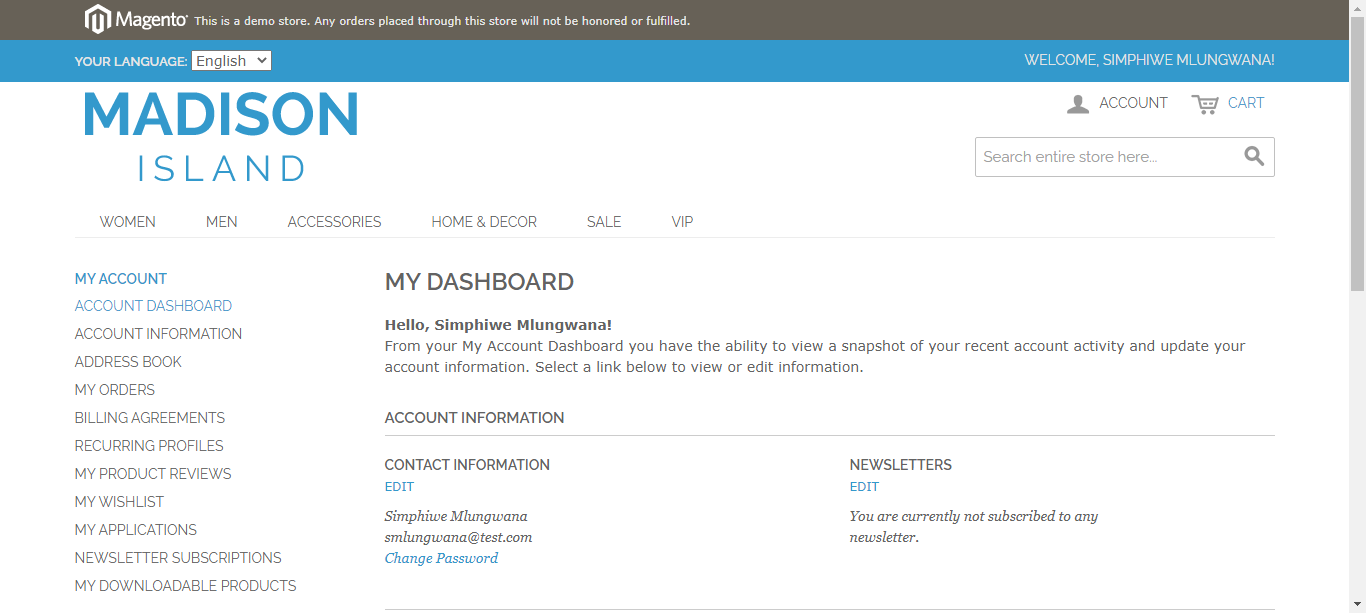 Magento
This is a demo store. Any orders placed through this store will not be honored or fulfilled.
YOUR LANGUAGE: English
WELCOME, SIMPHIWE MLUNGWANA!
MADISON
ISLAND
ACCOUNT
CART
Search entire store here...
WOMEN MEN ACCESSORIES HOME & DECOR SALE VIP
MY ACCOUNT
ACCOUNT DASHBOARD
ACCOUNT INFORMATION
ADDRESS BOOK
MY ORDERS
BILLING AGREEMENTS
RECURRING PROFILES
MY PRODUCT REVIEWS
MY WISHLIST
MY APPLICATIONS
NEWSLETTER SUBSCRIPTIONS
MY DOWNLOADABLE PRODUCTS
MY DASHBOARD
Hello, Simphiwe Mlungwana!
From your My Account Dashboard you have the ability to view a snapshot of your recent account activity and update your
account information. Select a link below to view or edit information.
ACCOUNT INFORMATION
CONTACT INFORMATION
EDIT
Simphiwe Mlungwana
smlungwana@test.com
Change Password
NEWSLETTERS
EDIT
You are currently not subscribed to any
newsletter.